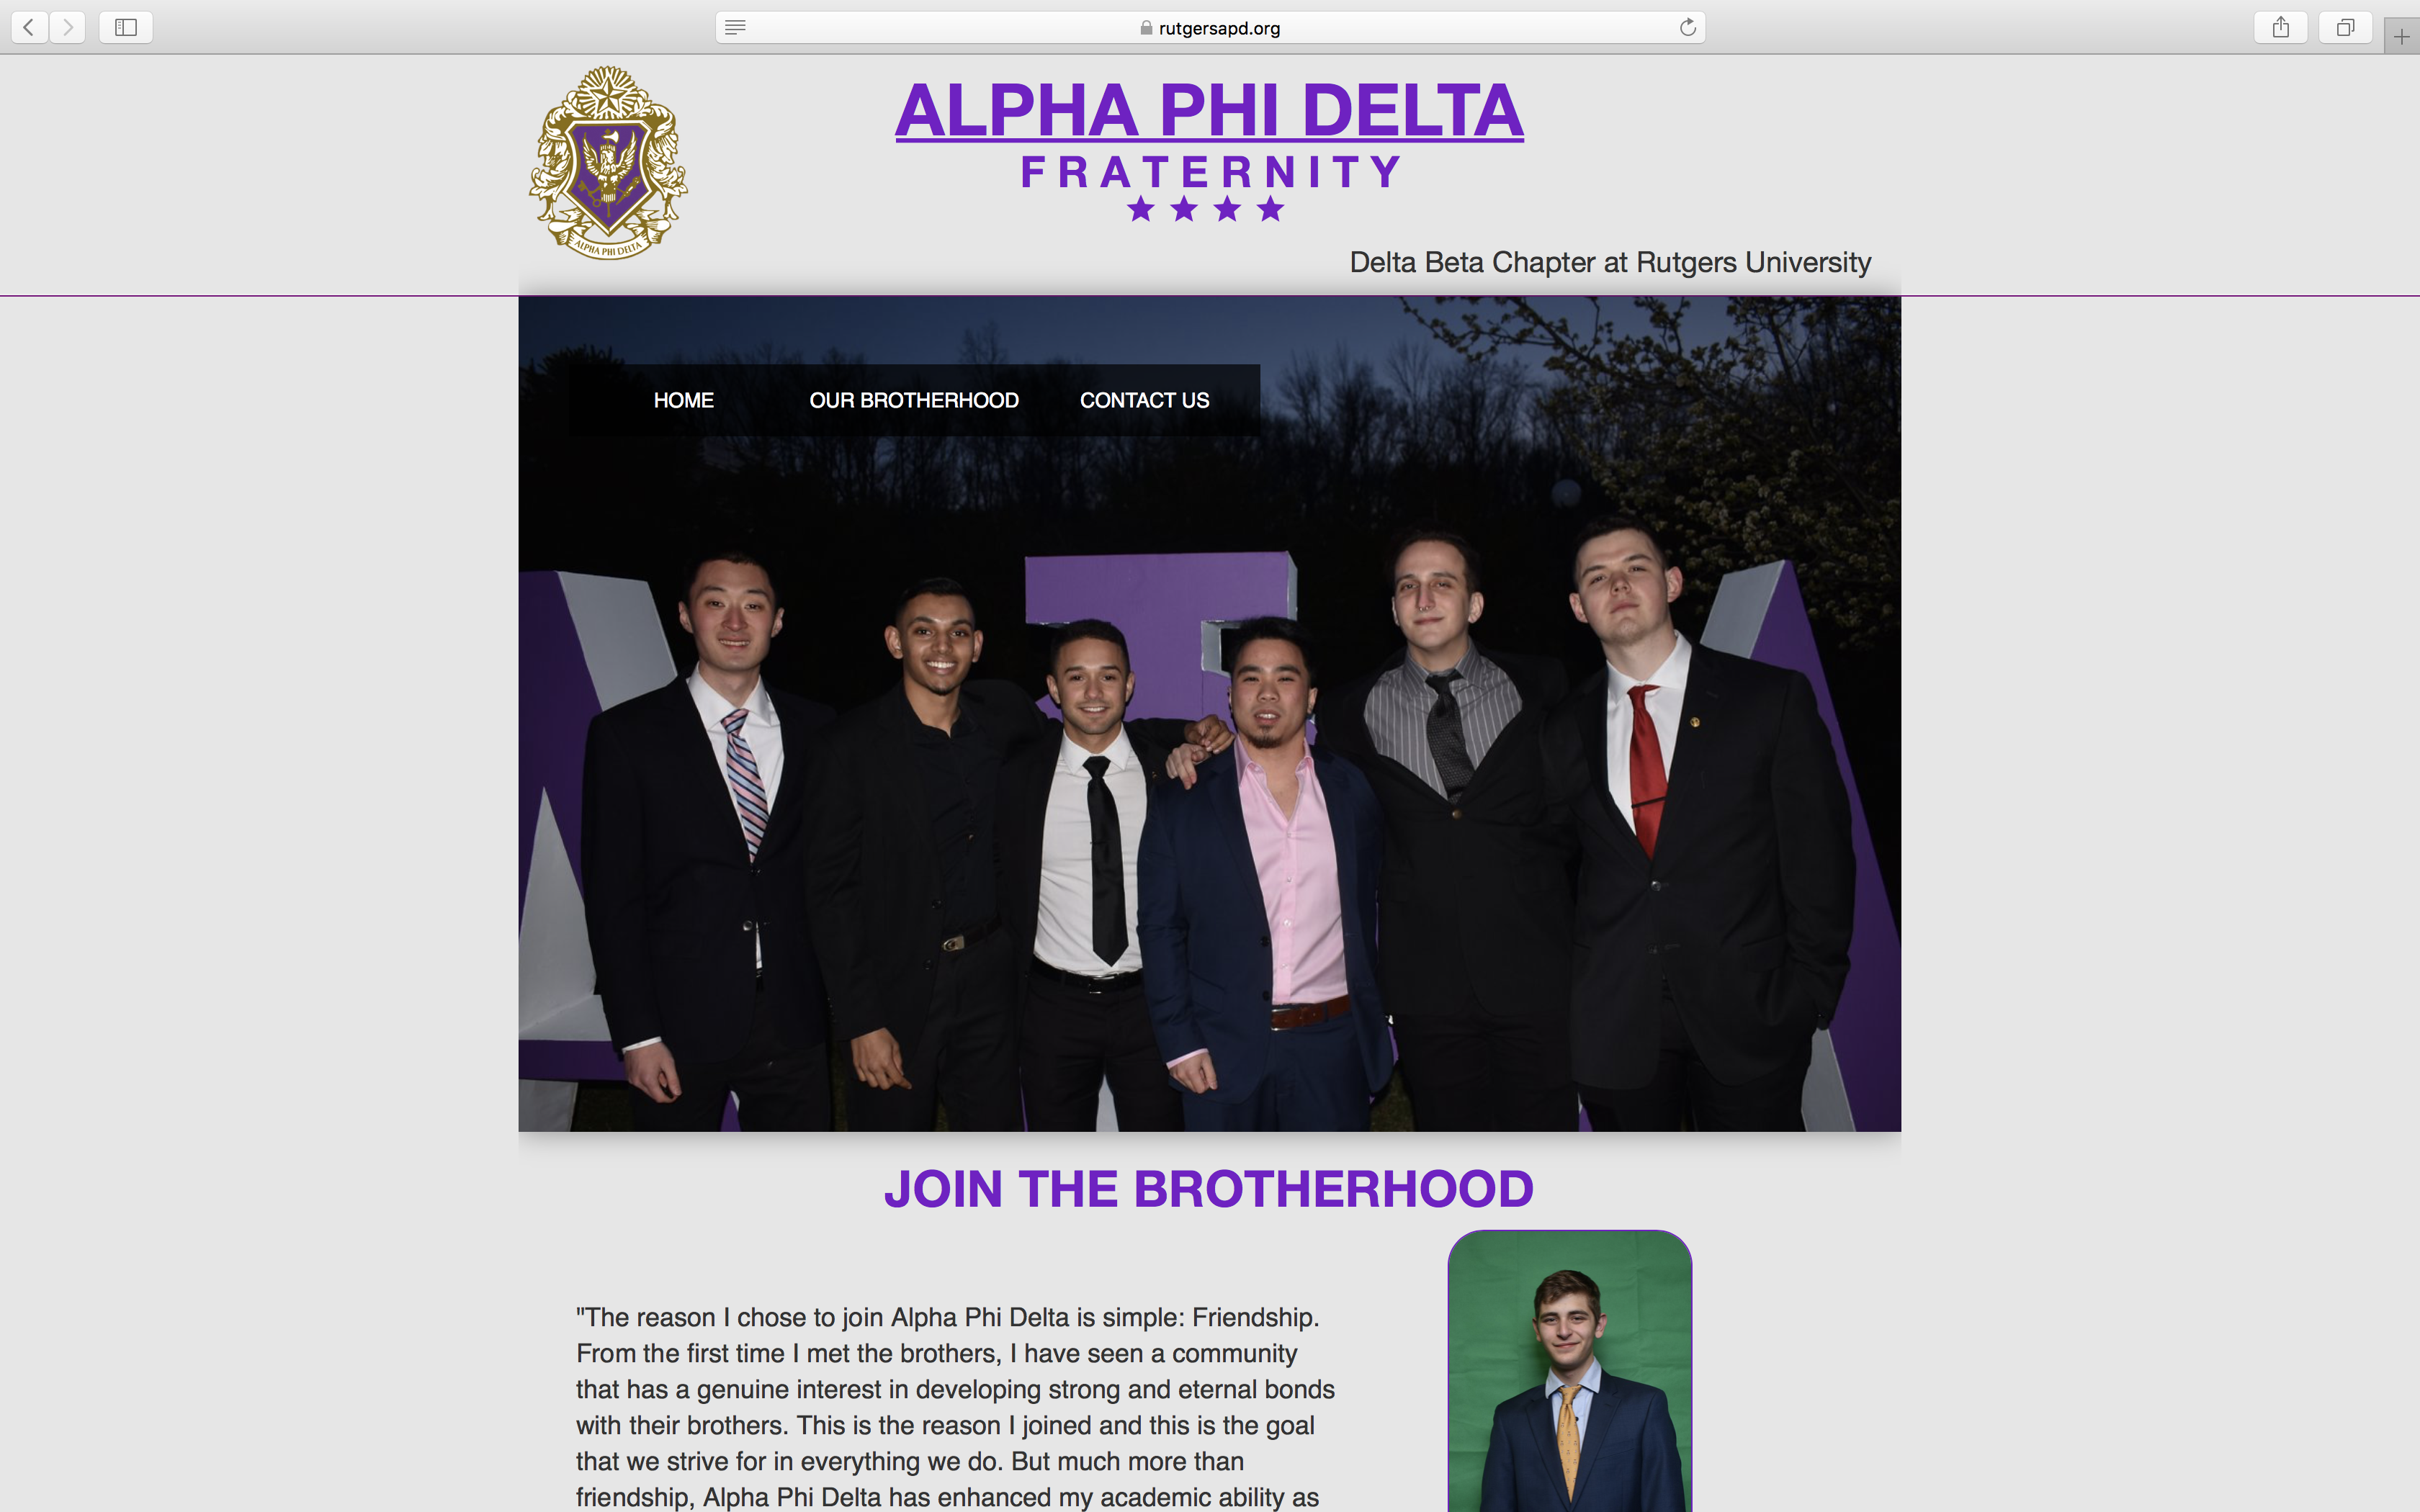 rutgersapd.org
ALPHA PHI DELTA
ALPHA PHI DELTA
FRATERNITY
Delta Beta Chapter at Rutgers University
HOME OUR BROTHERHOOD CONTACT US
JOIN THE BROTHERHOOD
"The reason I chose to join Alpha Phi Delta is simple: Friendship.
From the first time I met the brothers, I have seen a community
that has a genuine interest in developing strong and eternal bonds
with their brothers. This is the reason I joined and this is the goal
that we strive for in everything we do. But much more than
friendship, Alpha Phi Delta has enhanced my academic ability as